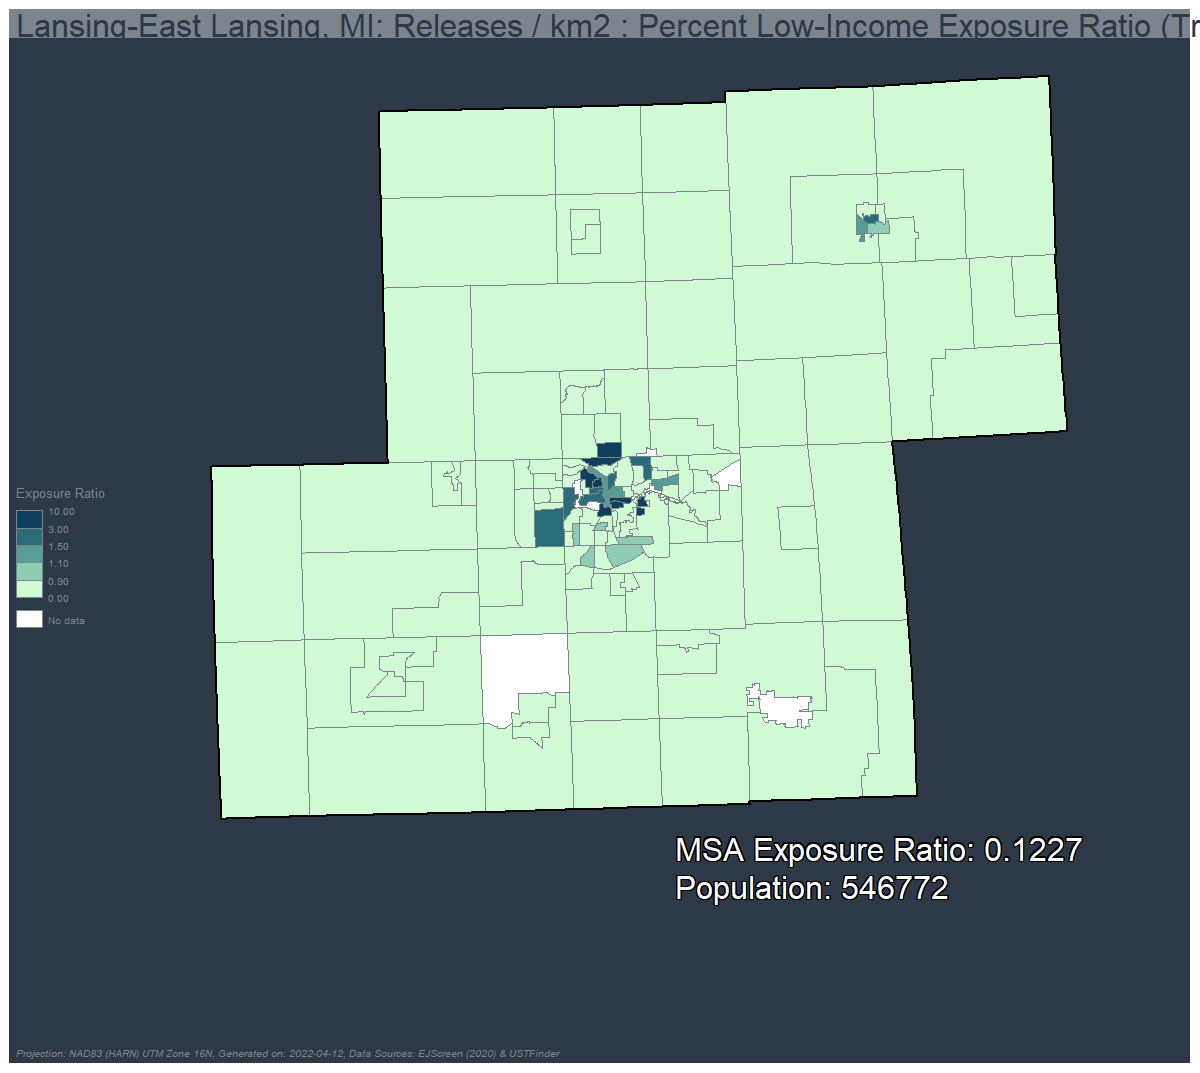 Lansing-East Lansing, MI: Releases / km2 : Percent Low-Income Exposure Ratio (Tr
Exposure Ratio
10.00
3.00
1.50
1.10
0.90
0.00
No data
MSA Exposure Ratio: 0.1227
Population: 546772
Projection: NAD83 (HARN) UTM Zone 16N, Generated on: 2022-04-12, Data Sources: EJScreen (2020) & USTFinder